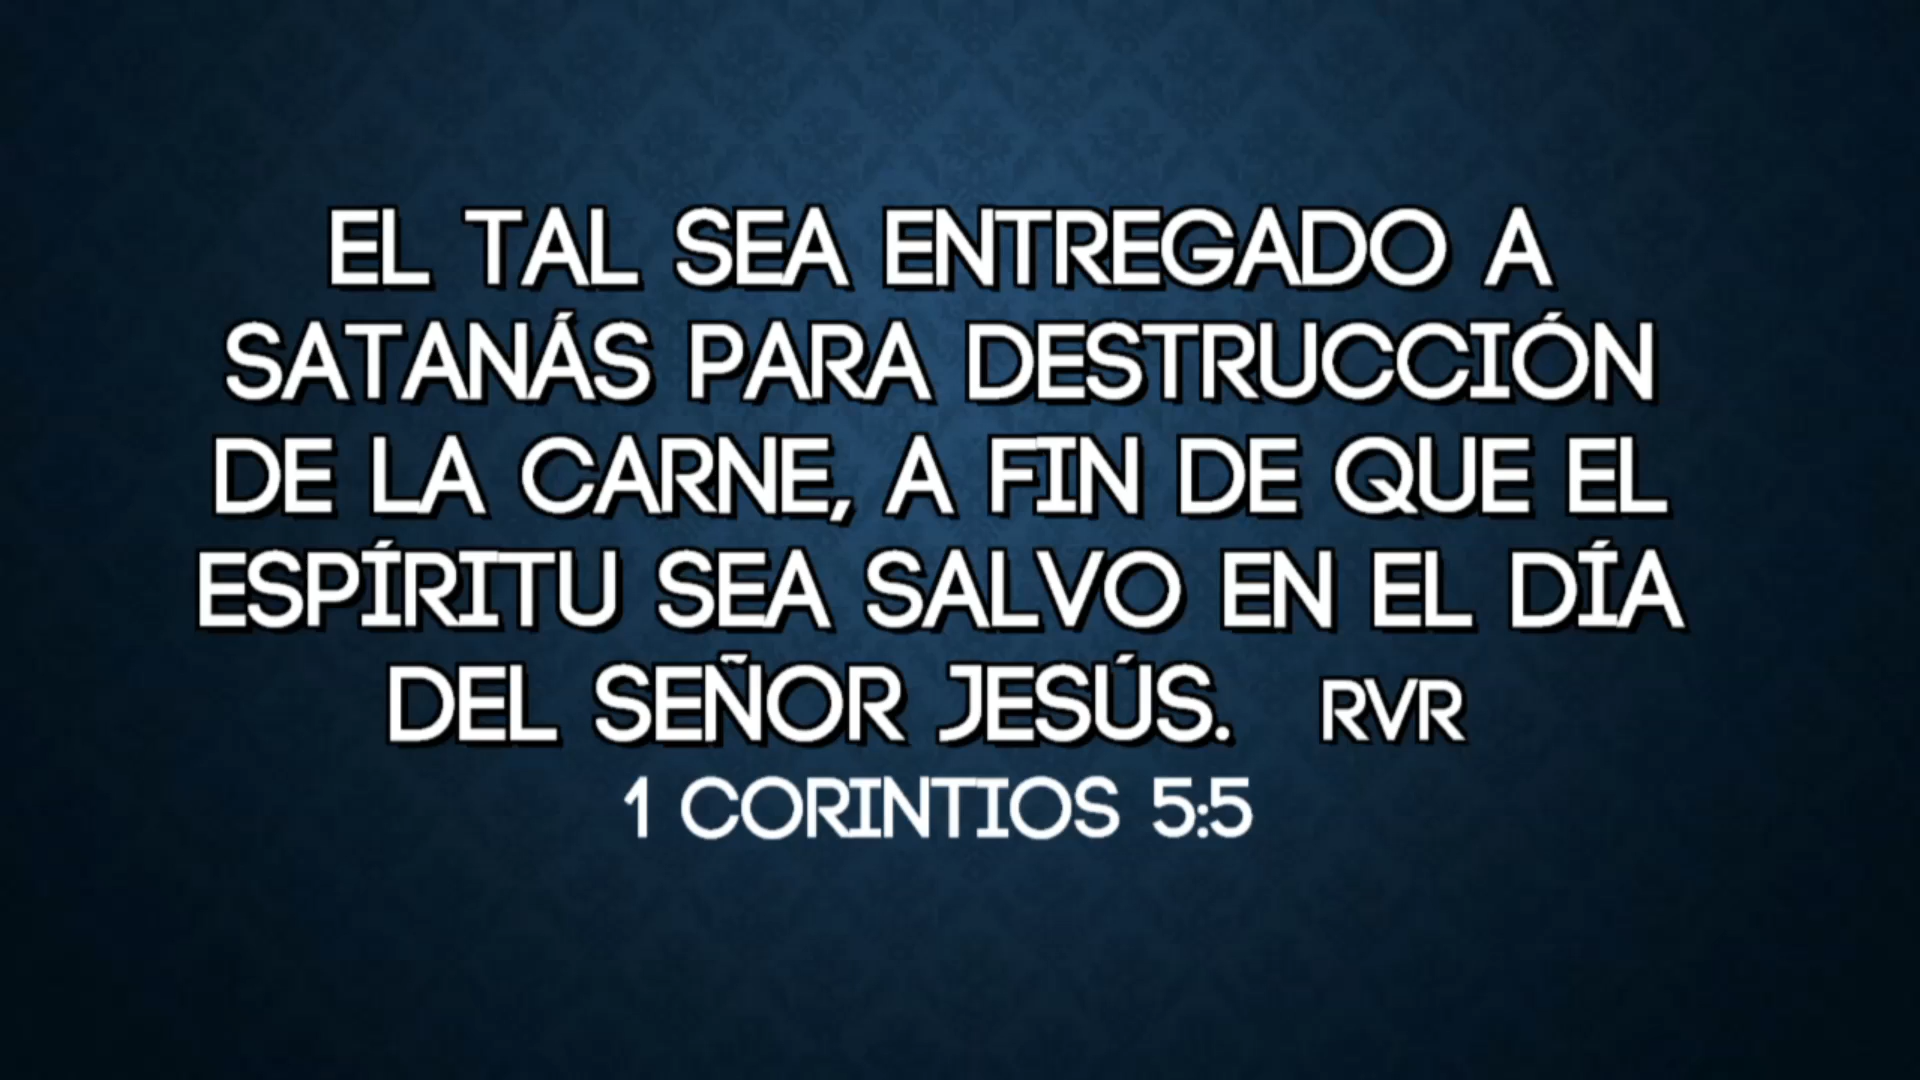 EL TAL SEA ENTREGADO A
SATANÁS PARA DESTRUCCIÓN
DE LA CARNE, A FIN DE QUE EL
ESPÍRITU SEA SALVO EN EL DÍA
DEL SEÑOR JESÚS. RVR
1 CORINTIOS 5:5